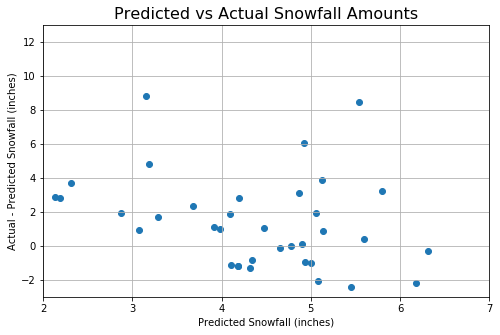 Predicted vs Actual Snowfall Amounts
12
10
8
6
4
2
0
−2
Actual - Predicted Snowfall (inches)
2 3 4 5 6 7
Predicted Snowfall (inches)